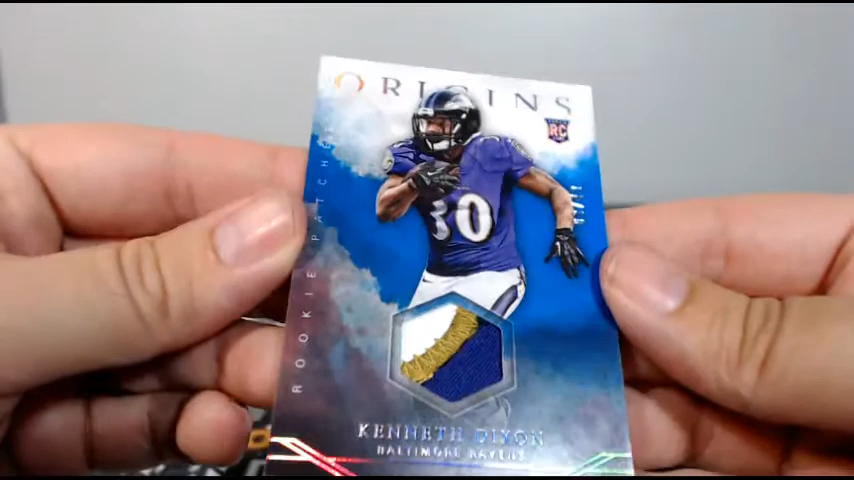 ORIGINS
RC
ROOKIE PATCHES
30
KENNETH DIXON
BALTIMORE RAVENS